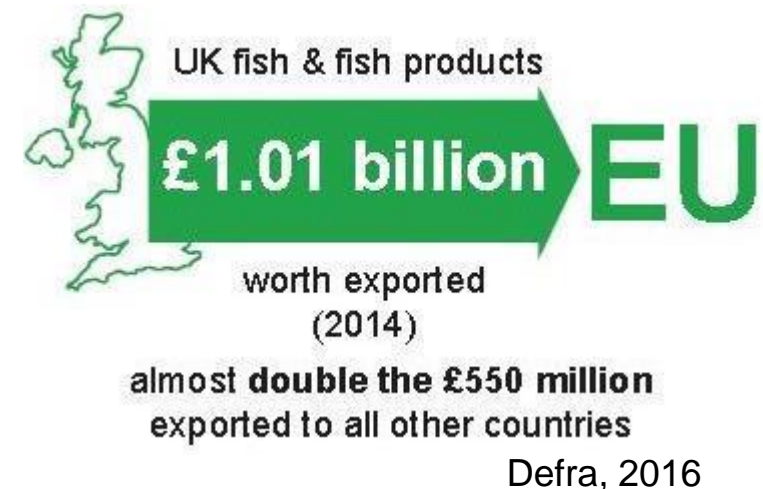 UK fish & fish products
£1.01 billion EU
worth exported
(2014)
almost double the £550 million
exported to all other countries
Defra, 2016